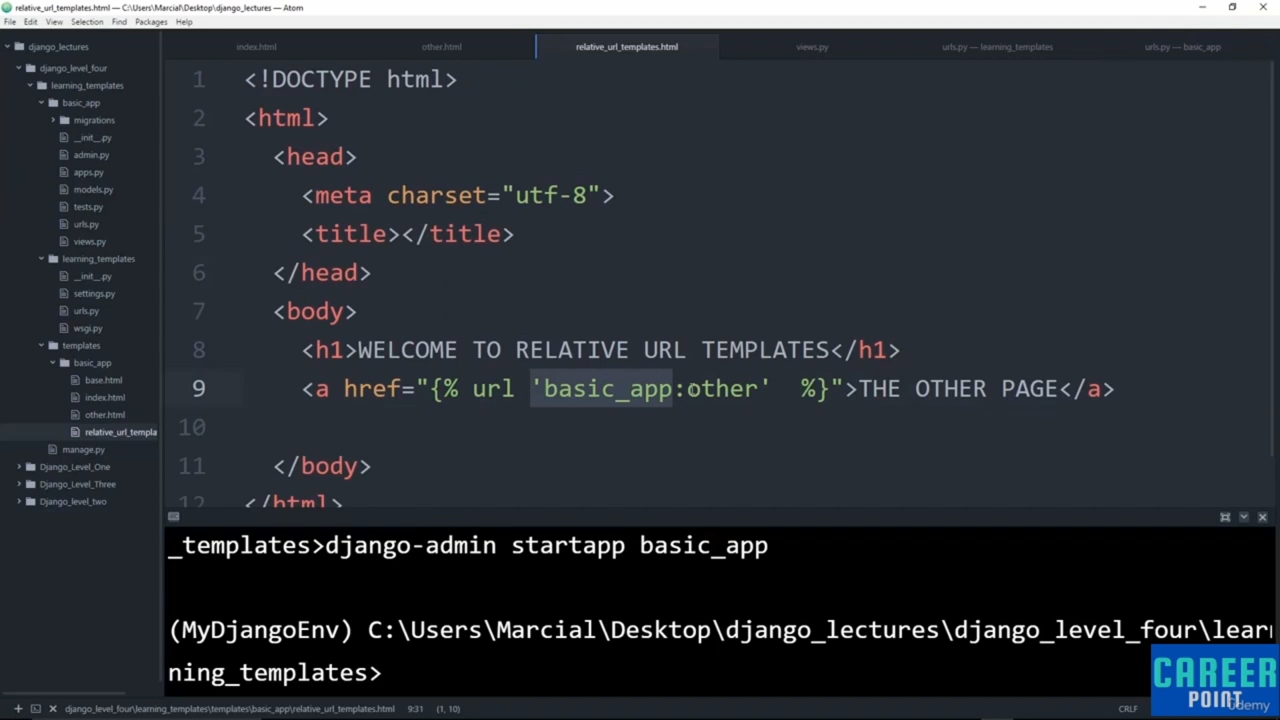 relative_url_templates.html — C:\Users\Marcial\Desktop\django_lectures — Atom
File Edit View Selection Find Packages Help
django_lectures
django_level_four
learning_templates
basic_app
migrations
__init__.py
admin.py
apps.py
models.py
tests.py
urls.py
views.py
learning_templates
__init__.py
settings.py
urls.py
wsgi.py
templates
basic_app
base.html
index.html
other.html
relative_url_templa
manage.py
Django_Level_One
Django_Level_Three
Django_level_two
index.html other.html relative_url_templates.html views.py urls.py — learning_templates urls.py — basic_app
1 <!DOCTYPE html>
2 <html>
3 <head>
4 <meta charset="utf-8">
5 <title></title>
6 </head>
7 <body>
8 <h1>WELCOME TO RELATIVE URL TEMPLATES</h1>
9 <a href="{% url 'basic_app:other' %}">THE OTHER PAGE</a>
10
11 </body>
12 </html>
_templates>django-admin startapp basic_app
(MyDjangoEnv) C:\Users\Marcial\Desktop\django_lectures\django_level_four\lear
ning_templates>
CAREER
POINT
Udemy
django_level_four\learning_templates\templates\basic_app\relative_url_templates.html 9:31 (1, 10) CRLF